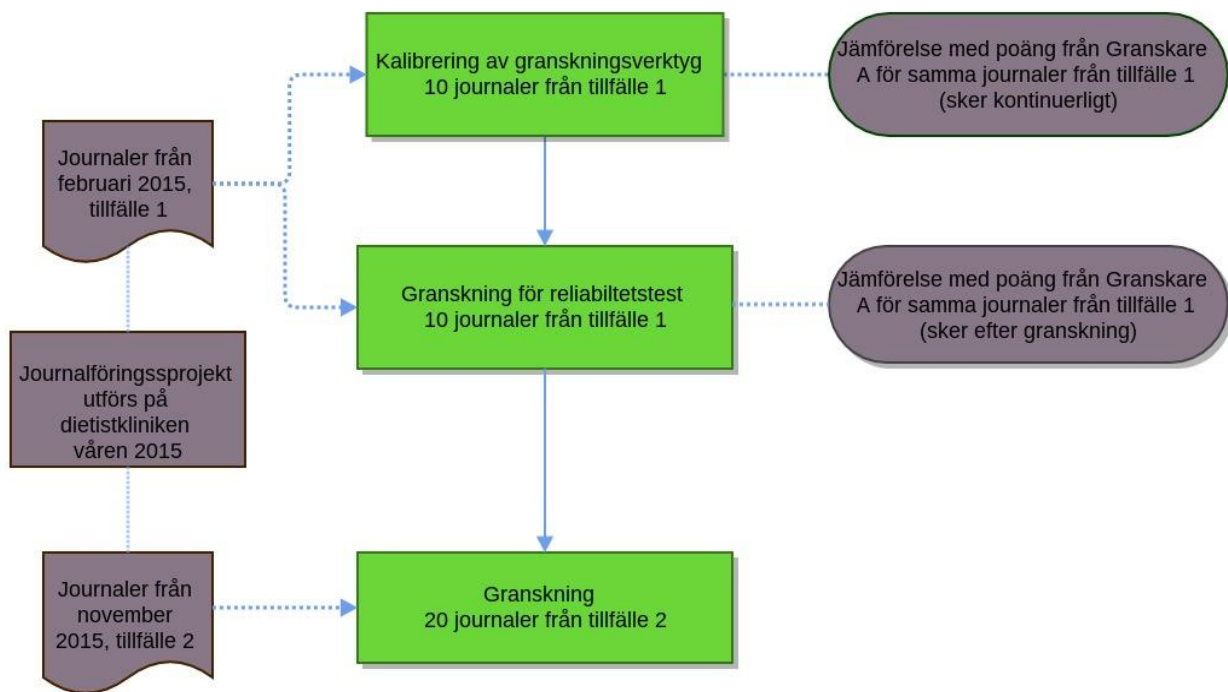 Kalibrering av granskningsverktyg
10 journaler från tillfälle 1
Jämförelse med poäng från Granskare
A för samma journaler från tillfälle 1
(sker kontinuerligt)
Journaler från
februari 2015,
tillfälle 1
Granskning för reliabiltetstest
10 journaler från tillfälle 1
Jämförelse med poäng från Granskare
A för samma journaler från tillfälle 1
(sker efter granskning)
Journalföringssprojekt
utförs på
dietistkliniken
våren 2015
Journaler från
november
2015, tillfälle 2
Granskning
20 journaler från tillfälle 2